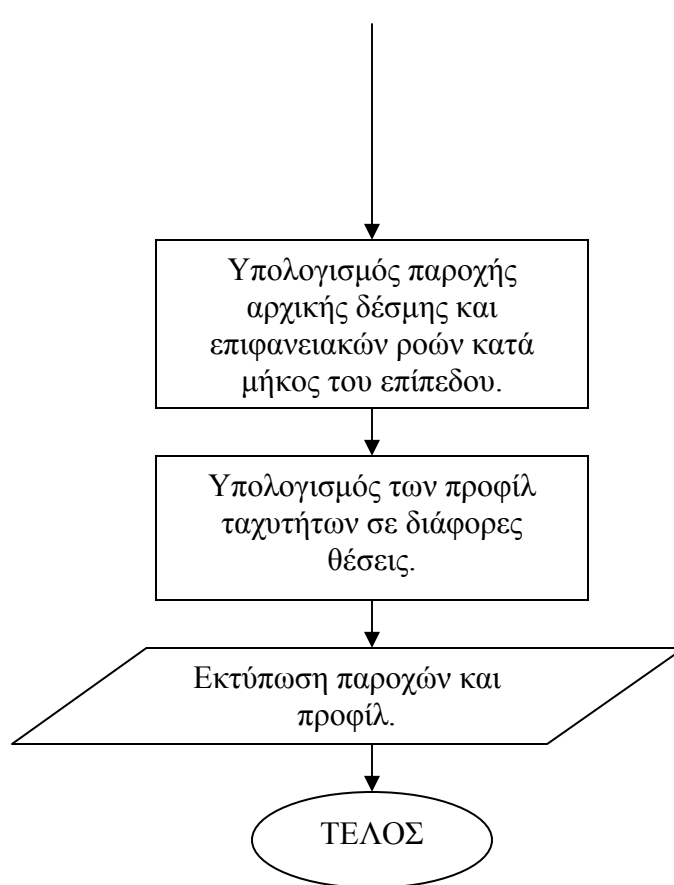 Υπολογισμός παροχής
αρχικής δέσμης και
επιφανειακών ροών κατά
μήκος του επίπεδου.
Υπολογισμός των προφίλ
ταχυτήτων σε διάφορες
θέσεις.
Εκτύπωση παροχών και
προφίλ.
ΤΕΛΟΣ